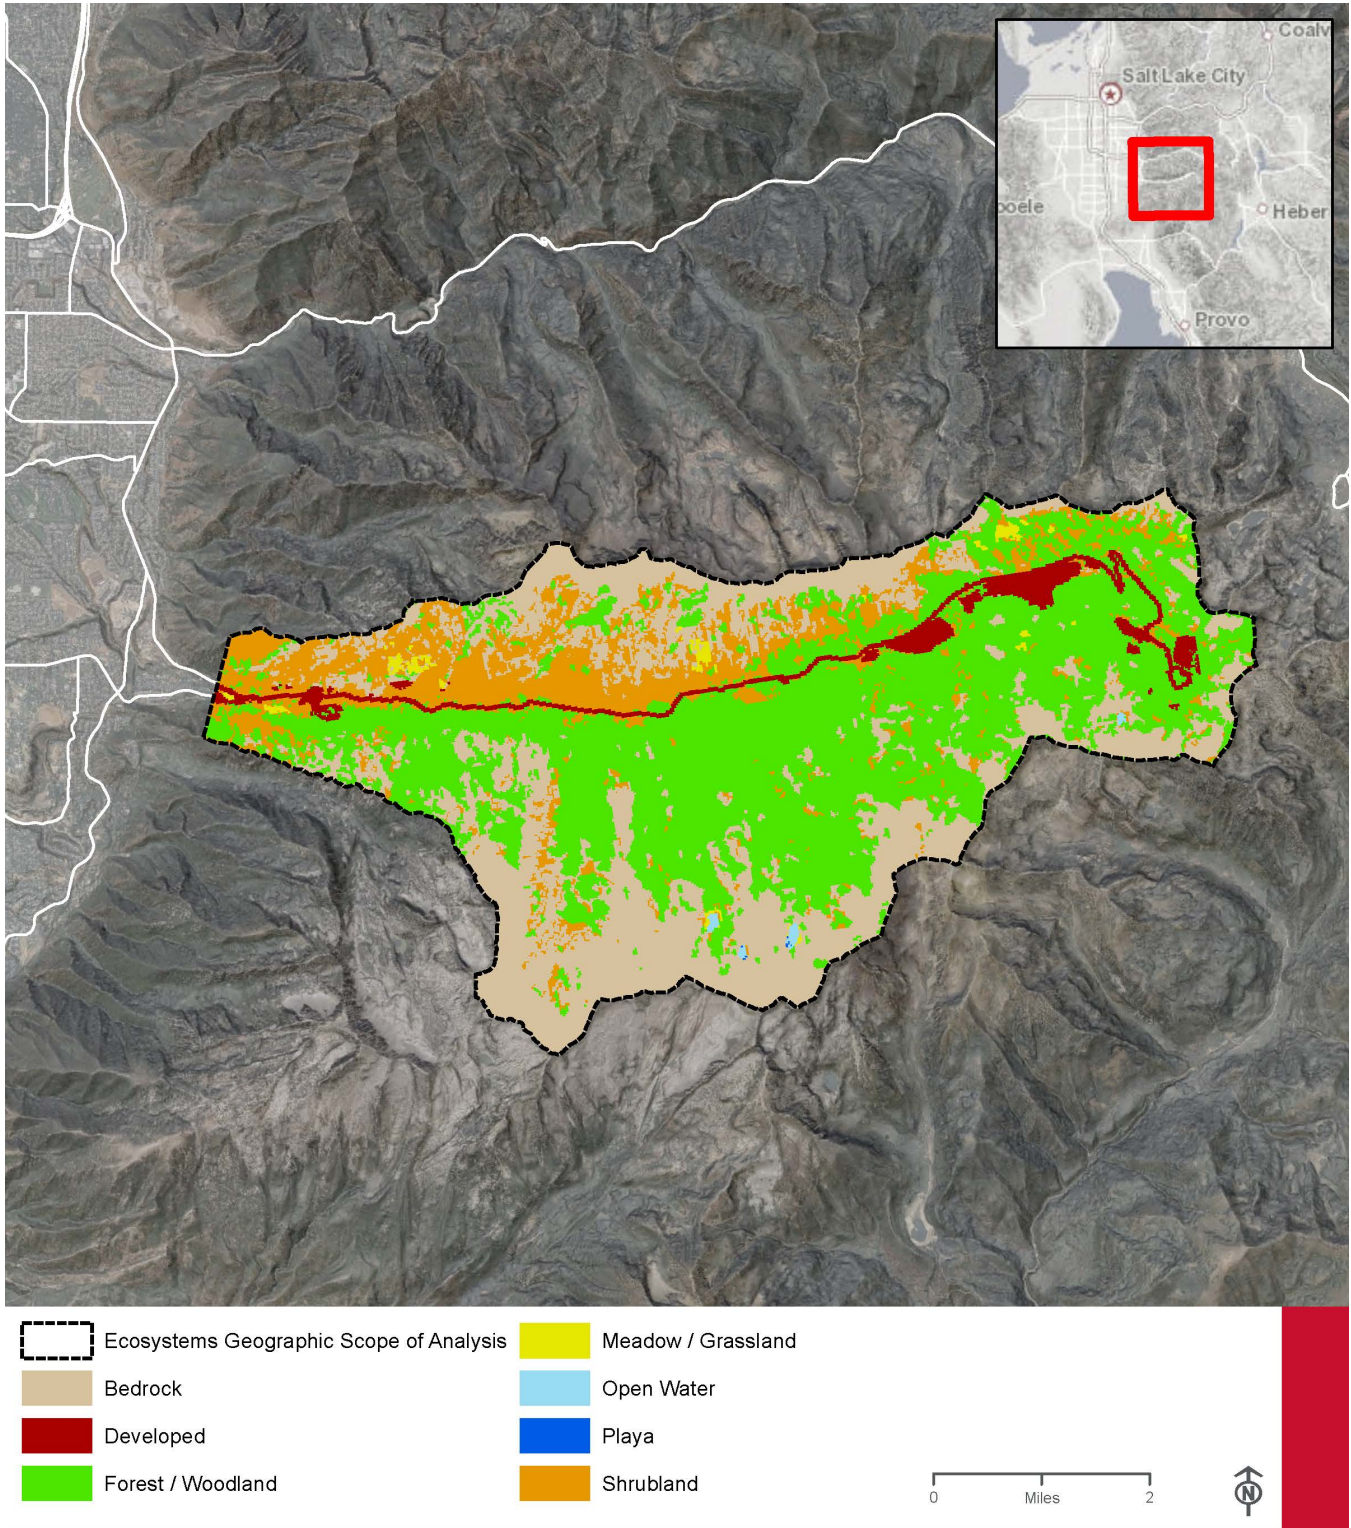 Coalv
Salt Lake City
ooele
Heber
Provo
Ecosystems Geographic Scope of Analysis
Bedrock
Developed
Forest / Woodland
Meadow / Grassland
Open Water
Playa
Shrubland
0 Miles 2
N